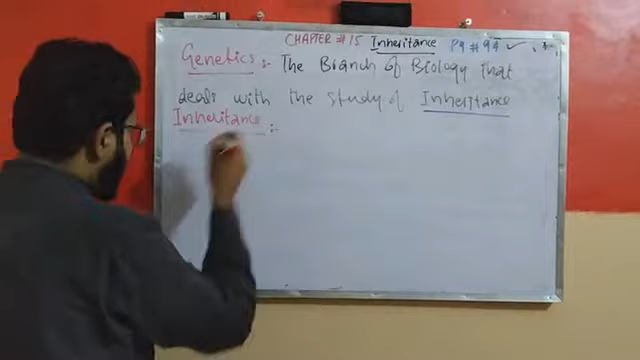 CHAPTER # 15 Inheritance Pg # 94
Genetics :- The Branch of Biology that
deals with the study of Inheritance
Inheritance :-